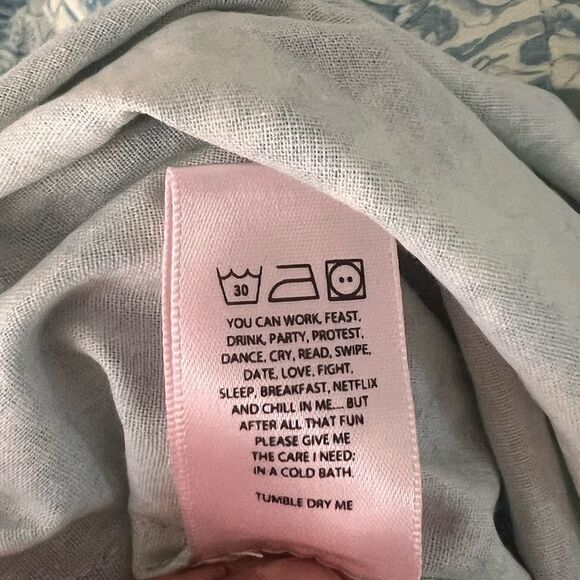 30
YOU CAN WORK, FEAST,
DRINK, PARTY, PROTEST,
DANCE, CRY, READ, SWIPE,
DATE, LOVE, FIGHT,
SLEEP, BREAKFAST, NETFLIX
AND CHILL IN ME.... BUT
AFTER ALL THAT FUN
PLEASE GIVE ME
THE CARE I NEED;
IN A COLD BATH.
TUMBLE DRY ME